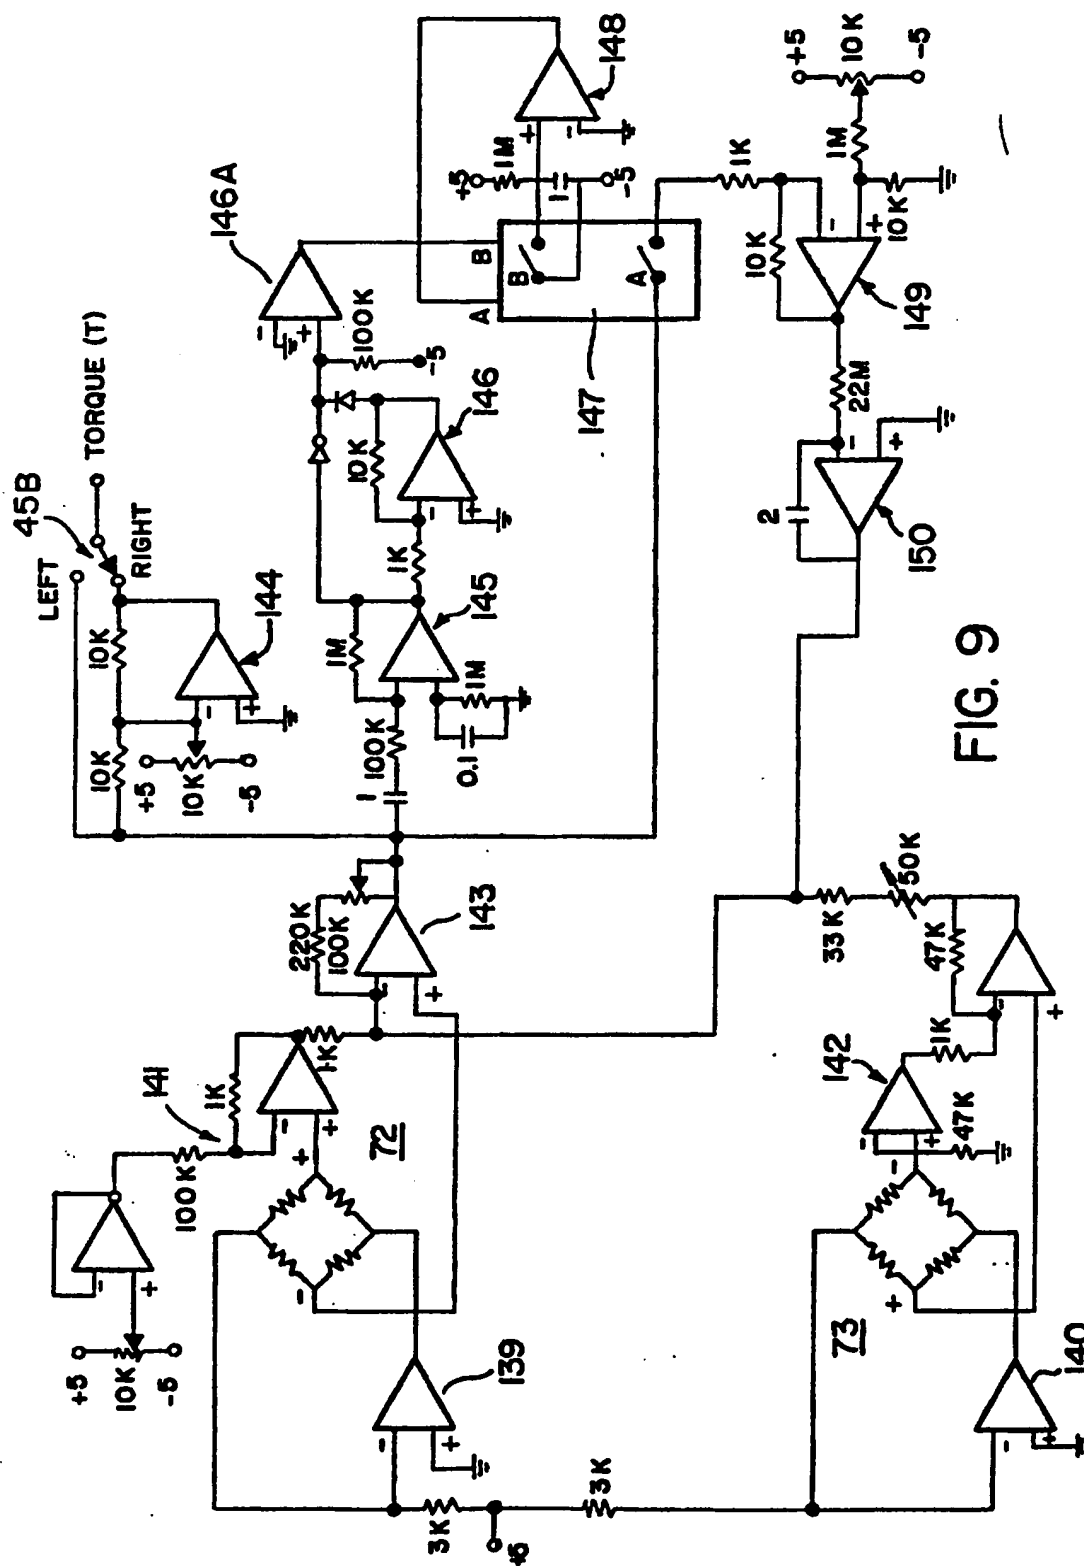 45B
LEFT
TORQUE (T)
RIGHT
10K
10K
144
-
+
+5
10K
-5
146A
-
+
100K
-5
146
10K
-
+
1K
145
1M
1M
0.1
100K
1
148
+
-
+5
1M
1
-5
A
B
B
A
147
1K
+5
10K
-5
1M
10K
-
+
10K
149
22M
-
+
2
150
FIG. 9
220K
100K
143
-
+
141
1K
1K
-
+
100K
-
+
+5
10K
-5
72
+
-
139
-
+
3K
+5
3K
33K
50K
47K
1K
-
+
142
-
+
47K
73
-
+
140
-
+